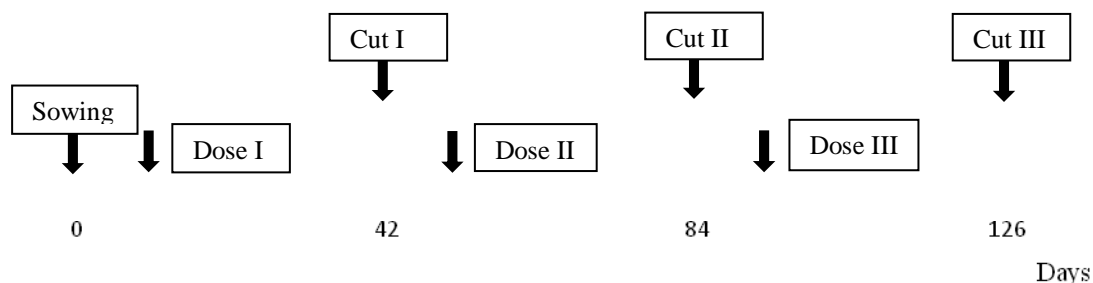 Cut I
Cut II
Cut III
Sowing
Dose I
Dose II
Dose III
0
42
84
126
Days